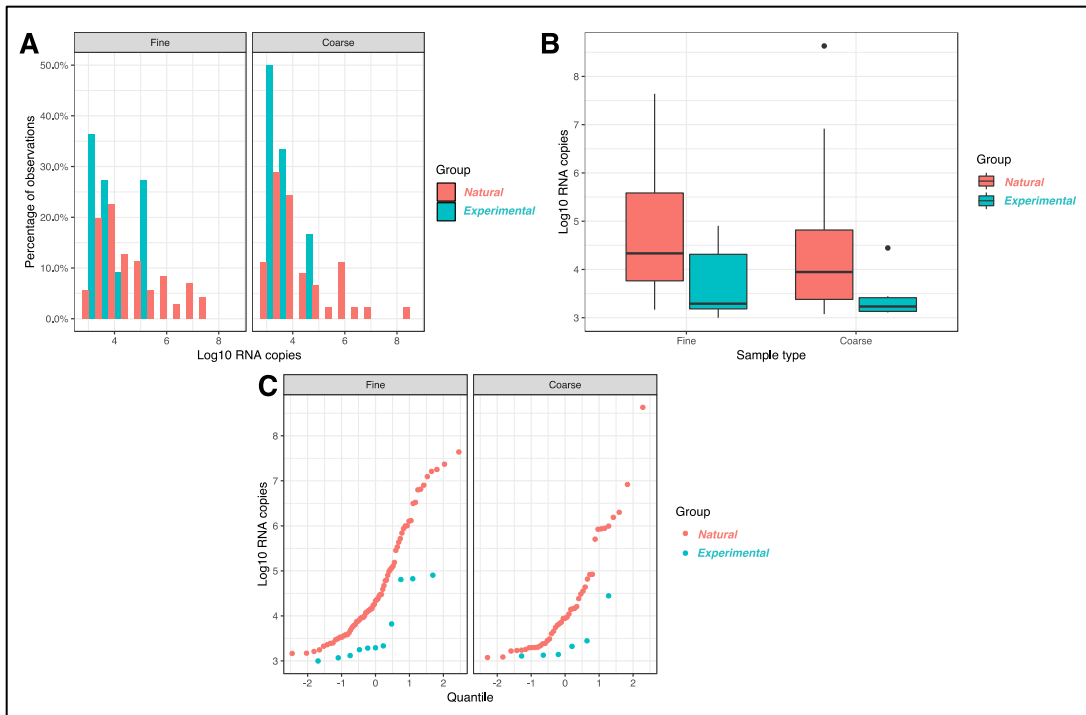 A
Fine
Coarse
50.0%
40.0%
30.0%
20.0%
10.0%
0.0%
Percentage of observations
4
6
8
4
6
8
Log10 RNA copies
Group
Natural
Experimental
B
8
7
6
5
4
3
Log10 RNA copies
Fine
Coarse
Sample type
Group
Natural
Experimental
C
Fine
Coarse
8
7
6
5
4
3
Log10 RNA copies
-2
-1
0
1
2
-2
-1
0
1
2
Quantile
Group
Natural
Experimental